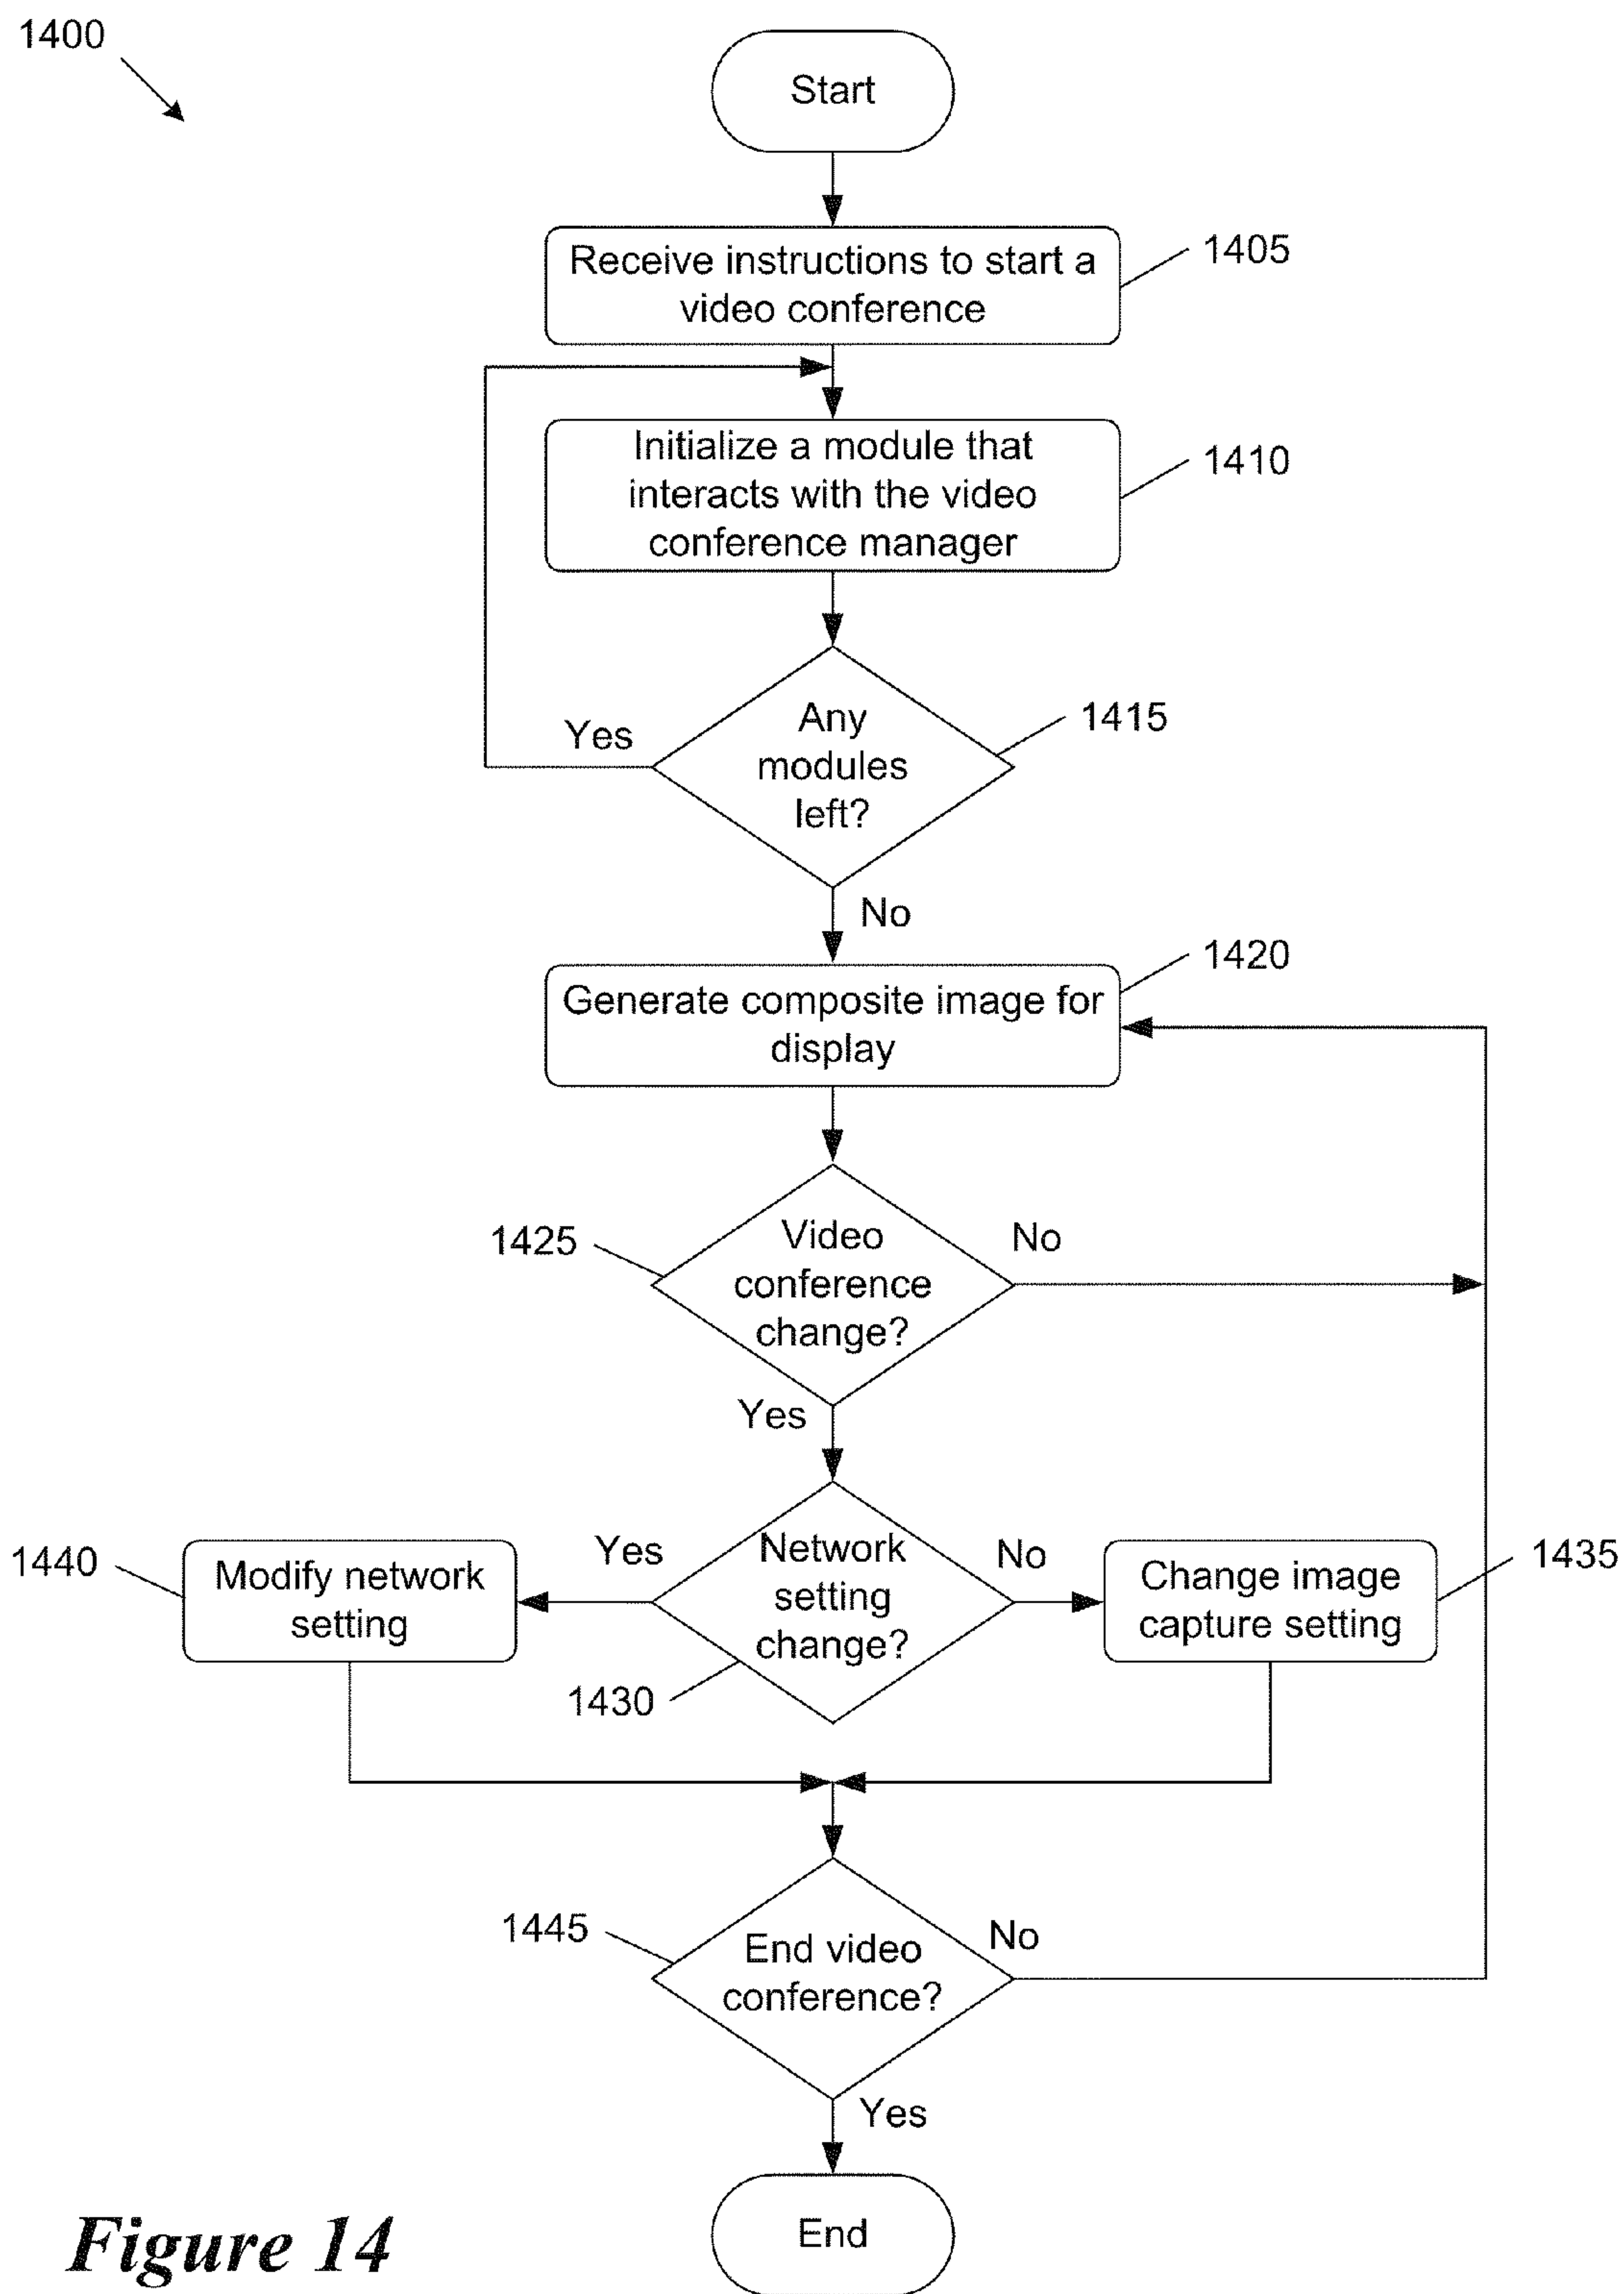 1400
Start
Receive instructions to start a
video conference
1405
Initialize a module that
interacts with the video
conference manager
1410
Any
modules
left?
1415
Yes
No
Generate composite image for
display
1420
Video
conference
change?
1425
No
Yes
Network
setting
change?
1430
Yes
No
Modify network
setting
1440
Change image
capture setting
1435
End video
conference?
1445
No
Yes
End
Figure 14